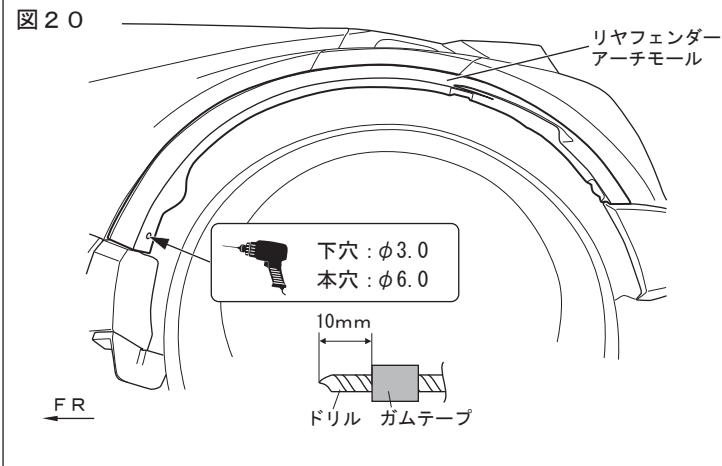 図２０
リヤフェンダー
アーチモール
下穴：φ3.0
本穴：φ6.0
10mm
ドリル ガムテープ
ＦＲ